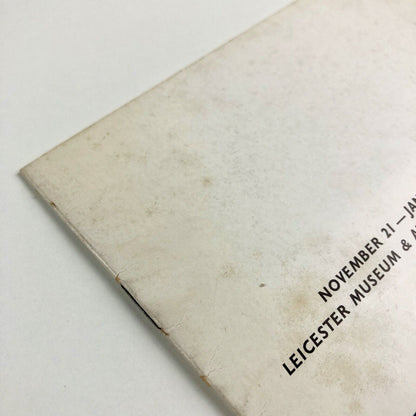 NOVEMBER 21 — JAN
LEICESTER MUSEUM & A